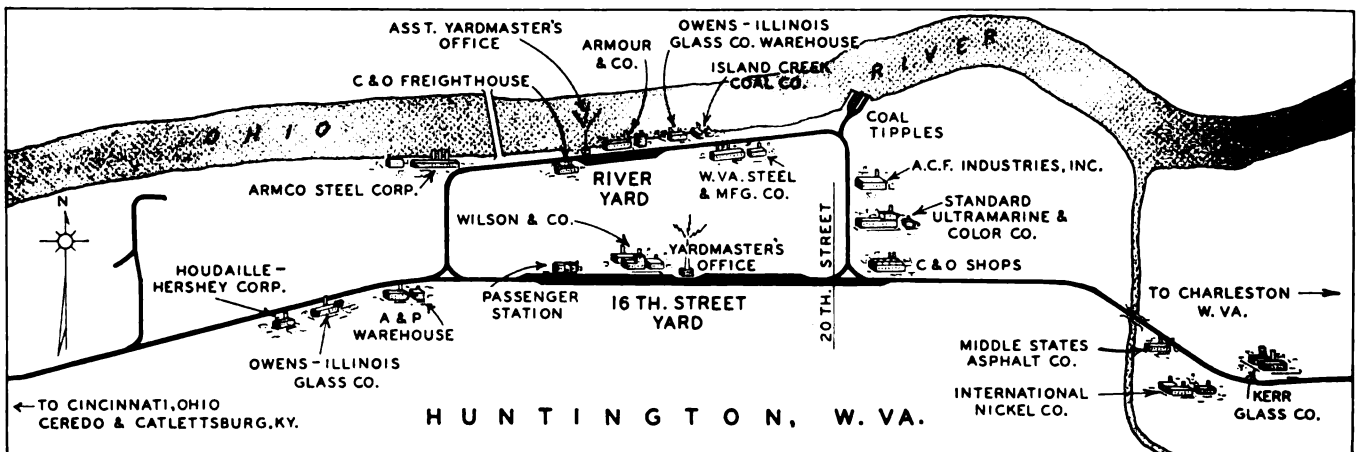 ASS'T. YARDMASTER'S
OFFICE
OWENS-ILLINOIS
GLASS CO. WAREHOUSE
ARMOUR
& CO.
ISLAND CREEK
COAL CO.
C & O FREIGHTHOUSE
OHIO
RIVER
COAL
TIPPLES
ARMCO STEEL CORP.
RIVER
YARD
W. VA. STEEL
& MFG. CO.
A.C.F. INDUSTRIES, INC.
N
WILSON & CO.
YARDMASTER'S
OFFICE
20 TH. STREET
STANDARD
ULTRAMARINE &
COLOR CO.
C & O SHOPS
HOUDAILLE-
HERSHEY CORP.
A & P
WAREHOUSE
PASSENGER
STATION
16 TH. STREET
YARD
TO CHARLESTON
W. VA.
OWENS-ILLINOIS
GLASS CO.
MIDDLE STATES
ASPHALT CO.
INTERNATIONAL
NICKEL CO.
KERR
GLASS CO.
TO CINCINNATI, OHIO
CEREDO & CATLETTSBURG, KY.
HUNTINGTON, W. VA.